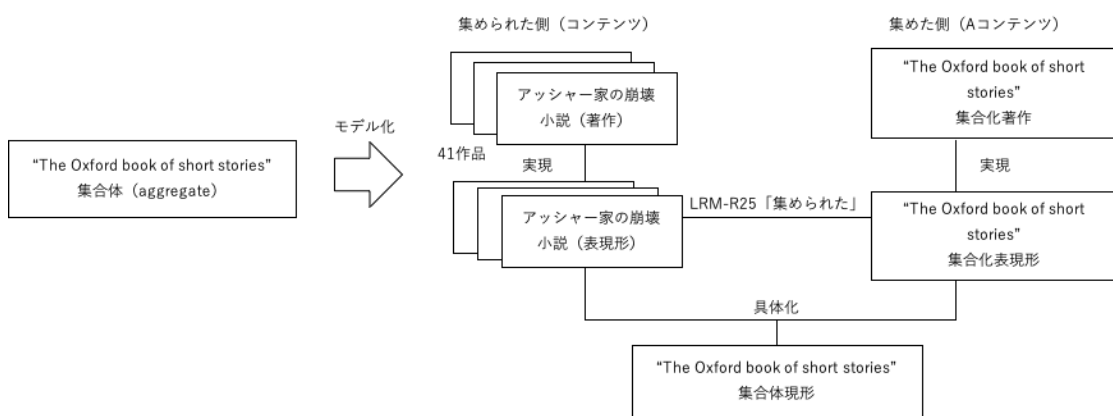 集められた側（コンテンツ）
集めた側（Aコンテンツ）
“The Oxford book of short stories”
集合体（aggregate）
モデル化
アッシャー家の崩壊
小説（著作）
41作品
実現
アッシャー家の崩壊
小説（表現形）
LRM-R25「集められた」
“The Oxford book of short
stories”
集合化著作
実現
“The Oxford book of short
stories”
集合化表現形
具体化
“The Oxford book of short stories”
集合体現形